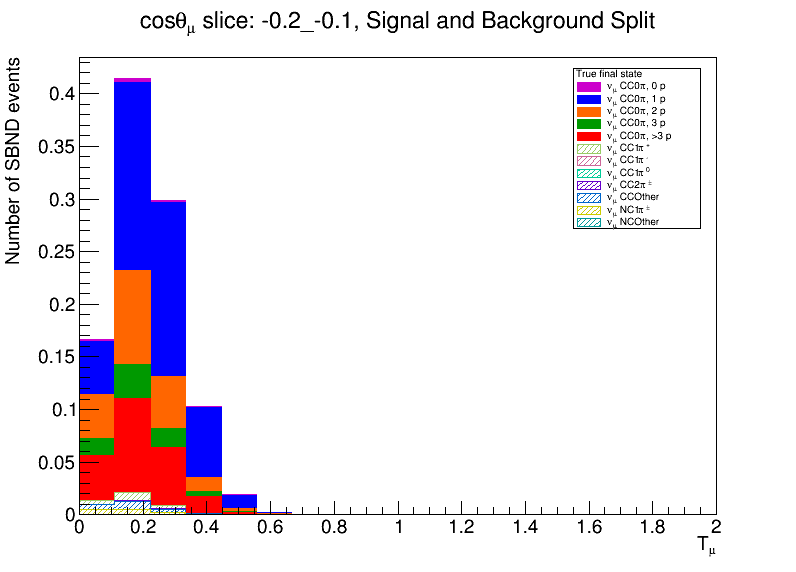 cosθμ slice: -0.2_-0.1, Signal and Background Split
Number of SBND events
0.4
0.35
0.3
0.25
0.2
0.15
0.1
0.05
0
0 0.2 0.4 0.6 0.8 1 1.2 1.4 1.6 1.8 2
Tμ
True final state
νμ CC0π, 0 p
νμ CC0π, 1 p
νμ CC0π, 2 p
νμ CC0π, 3 p
νμ CC0π, >3 p
νμ CC1π⁺
νμ CC1π⁻
νμ CC1π⁰
νμ CC2π±
νμ CCOther
νμ NC1π±
νμ NCOther